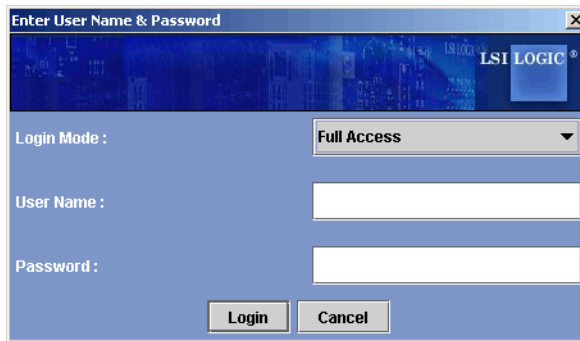 Enter User Name & Password
LSI LOGIC ®
Login Mode :
Full Access
User Name :
Password :
Login
Cancel